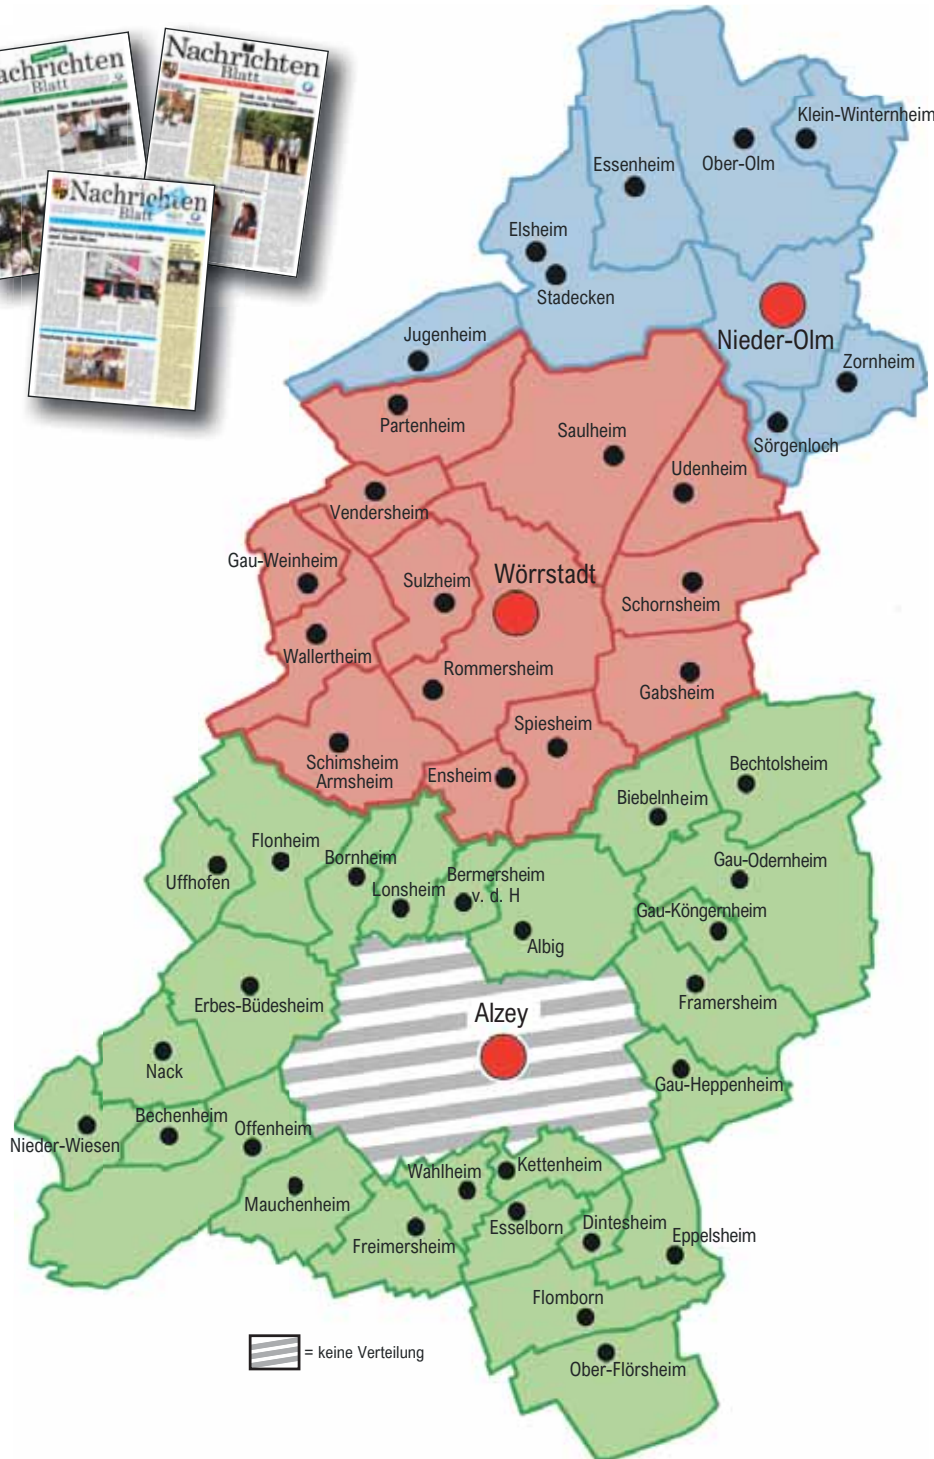 achrichten
Blatt
Nachrichten
Blatt
Nachrichten
Blatt
Klein-Winternheim
Ober-Olm
Essenheim
Elsheim
Stadecken
Nieder-Olm
Jugenheim
Zornheim
Partenheim
Saulheim
Sörgenloch
Udenheim
Vendersheim
Gau-Weinheim
Sulzheim
Wörrstadt
Schornsheim
Wallertheim
Rommersheim
Gabsheim
Spiesheim
Schimsheim
Armsheim
Ensheim
Bechtolsheim
Biebelnheim
Flonheim
Bornheim
Uffhofen
Lonsheim
Bermersheim
v. d. H
Gau-Odernheim
Gau-Köngernheim
Albig
Erbes-Büdesheim
Framersheim
Alzey
Nack
Gau-Heppenheim
Nieder-Wiesen
Bechenheim
Offenheim
Wahlheim
Kettenheim
Mauchenheim
Freimersheim
Esselborn
Dintesheim
Eppelsheim
Flomborn
= keine Verteilung
Ober-Flörsheim